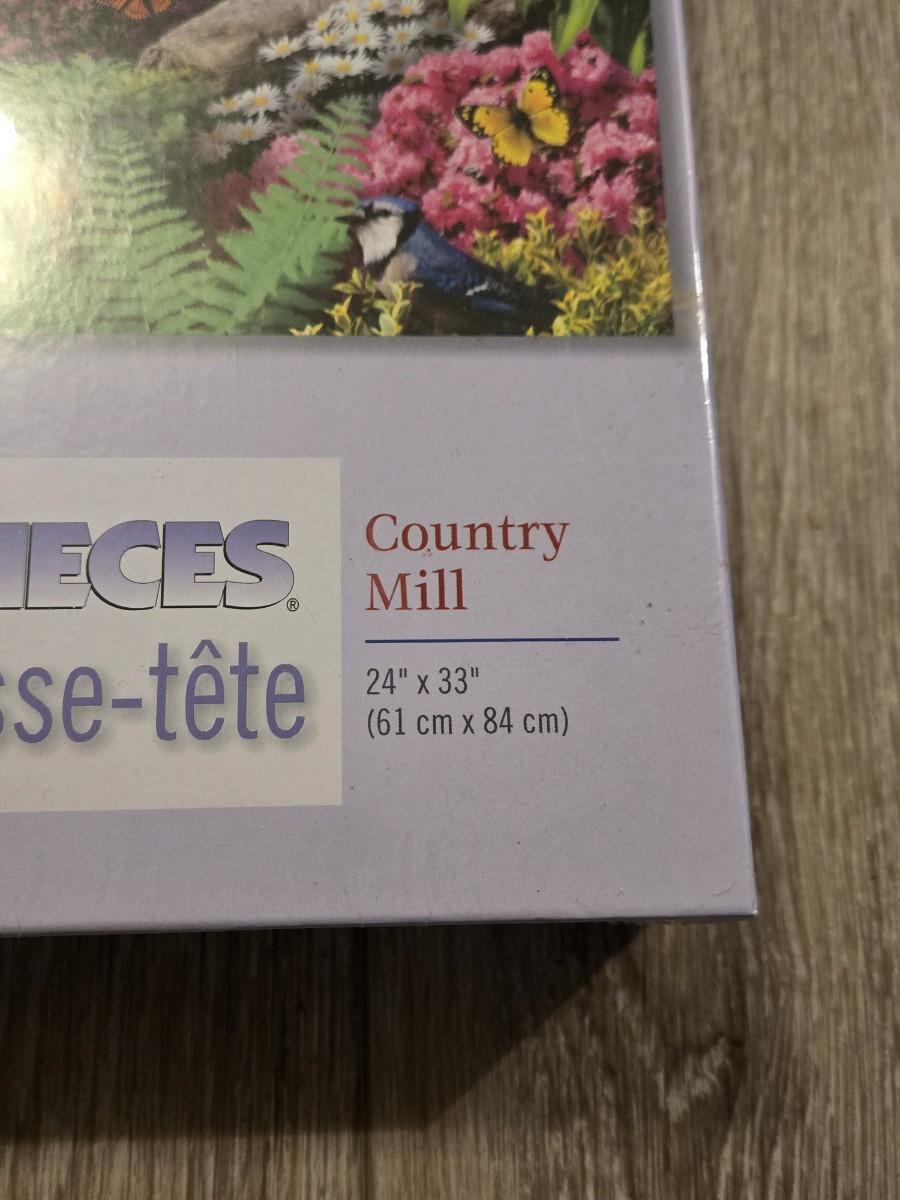 IECES®
sse-tête
Country
Mill
24" x 33"
(61 cm x 84 cm)